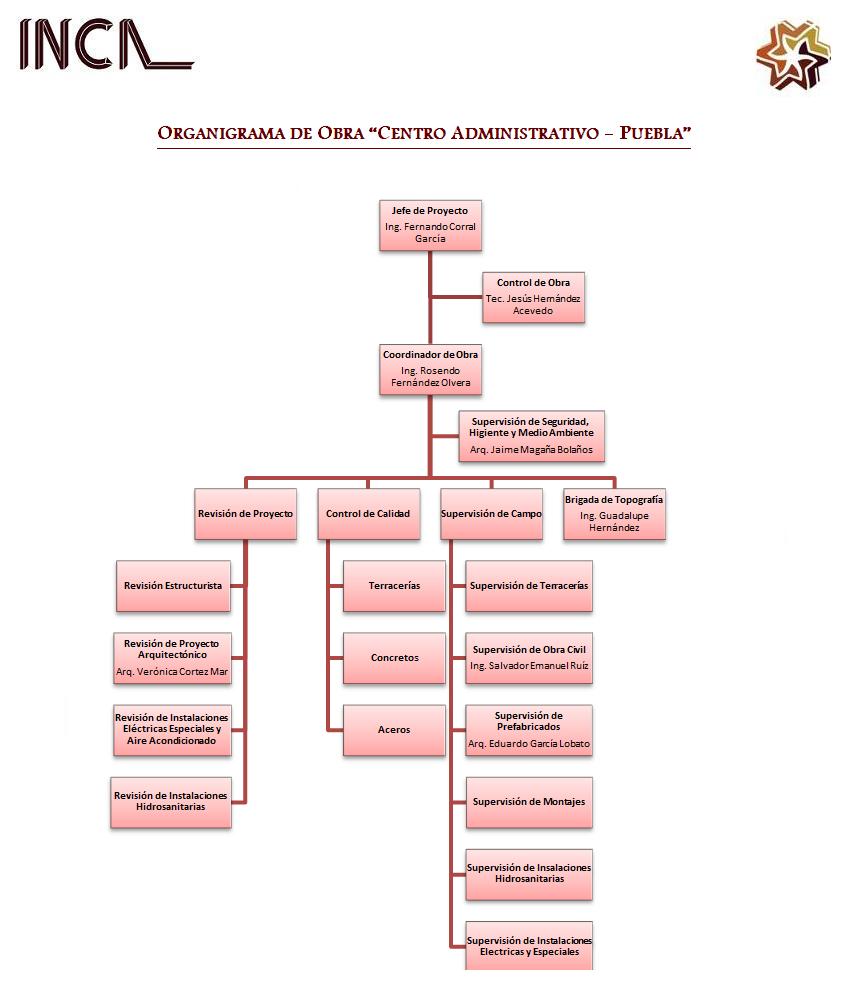 INCA
ORGANIGRAMA DE OBRA “CENTRO ADMINISTRATIVO – PUEBLA”
Jefe de Proyecto
Ing. Fernando Corral
García
Control de Obra
Tec. Jesús Hernández
Acevedo
Coordinador de Obra
Ing. Rosendo
Fernández Olvera
Supervisión de Seguridad,
Higiente y Medio Ambiente
Arq. Jaime Magaña Bolaños
Revisión de Proyecto
Control de Calidad
Supervisión de Campo
Brigada de Topografía
Ing. Guadalupe
Hernández
Revisión Estructurista
Revisión de Proyecto
Arquitectónico
Arq. Verónica Cortez Mar
Revisión de Instalaciones
Eléctricas Especiales y
Aire Acondicionado
Revisión de Instalaciones
Hidrosanitarias
Terracerías
Concretos
Aceros
Supervisión de Terracerías
Supervisión de Obra Civil
Ing. Salvador Emanuel Ruíz
Supervisión de
Prefabricados
Arq. Eduardo García Lobato
Supervisión de Montajes
Supervisión de Insalaciones
Hidrosanitarias
Supervisión de Instalaciones
Electricas y Especiales